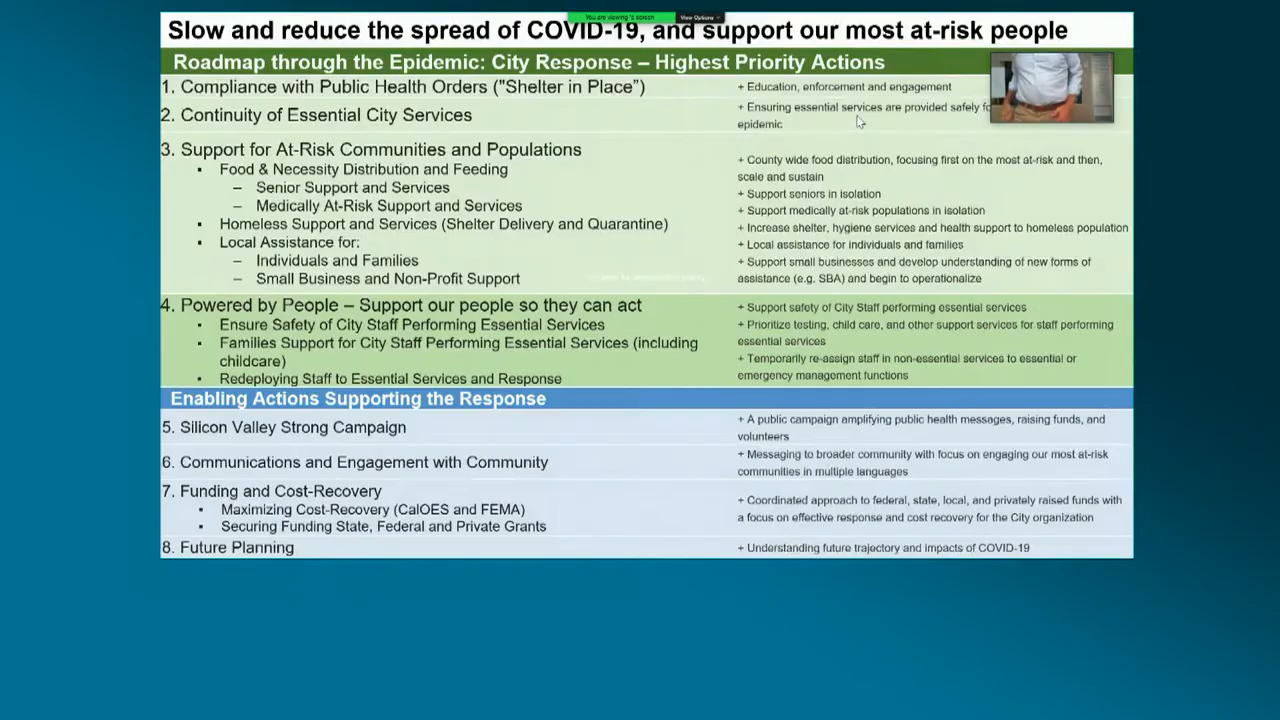 You are viewing 's screen
View Options
Slow and reduce the spread of COVID-19, and support our most at-risk people
Roadmap through the Epidemic: City Response – Highest Priority Actions
1. Compliance with Public Health Orders ("Shelter in Place”)
+ Education, enforcement and engagement
2. Continuity of Essential City Services
+ Ensuring essential services are provided safely
epidemic
3. Support for At-Risk Communities and Populations
▪ Food & Necessity Distribution and Feeding
– Senior Support and Services
– Medically At-Risk Support and Services
▪ Homeless Support and Services (Shelter Delivery and Quarantine)
▪ Local Assistance for:
– Individuals and Families
– Small Business and Non-Profit Support
+ County wide food distribution, focusing first on the most at-risk and then,
scale and sustain
+ Support seniors in isolation
+ Support medically at-risk populations in isolation
+ Increase shelter, hygiene services and health support to homeless population
+ Local assistance for individuals and families
+ Support small businesses and develop understanding of new forms of
assistance (e.g. SBA) and begin to operationalize
4. Powered by People – Support our people so they can act
▪ Ensure Safety of City Staff Performing Essential Services
▪ Families Support for City Staff Performing Essential Services (including
childcare)
▪ Redeploying Staff to Essential Services and Response
+ Support safety of City Staff performing essential services
+ Prioritize testing, child care, and other support services for staff performing
essential services
+ Temporarily re-assign staff in non-essential services to essential or
emergency management functions
Enabling Actions Supporting the Response
5. Silicon Valley Strong Campaign
+ A public campaign amplifying public health messages, raising funds, and
volunteers
6. Communications and Engagement with Community
+ Messaging to broader community with focus on engaging our most at-risk
communities in multiple languages
7. Funding and Cost-Recovery
▪ Maximizing Cost-Recovery (CalOES and FEMA)
▪ Securing Funding State, Federal and Private Grants
+ Coordinated approach to federal, state, local, and privately raised funds with
a focus on effective response and cost recovery for the City organization
8. Future Planning
+ Understanding future trajectory and impacts of COVID-19